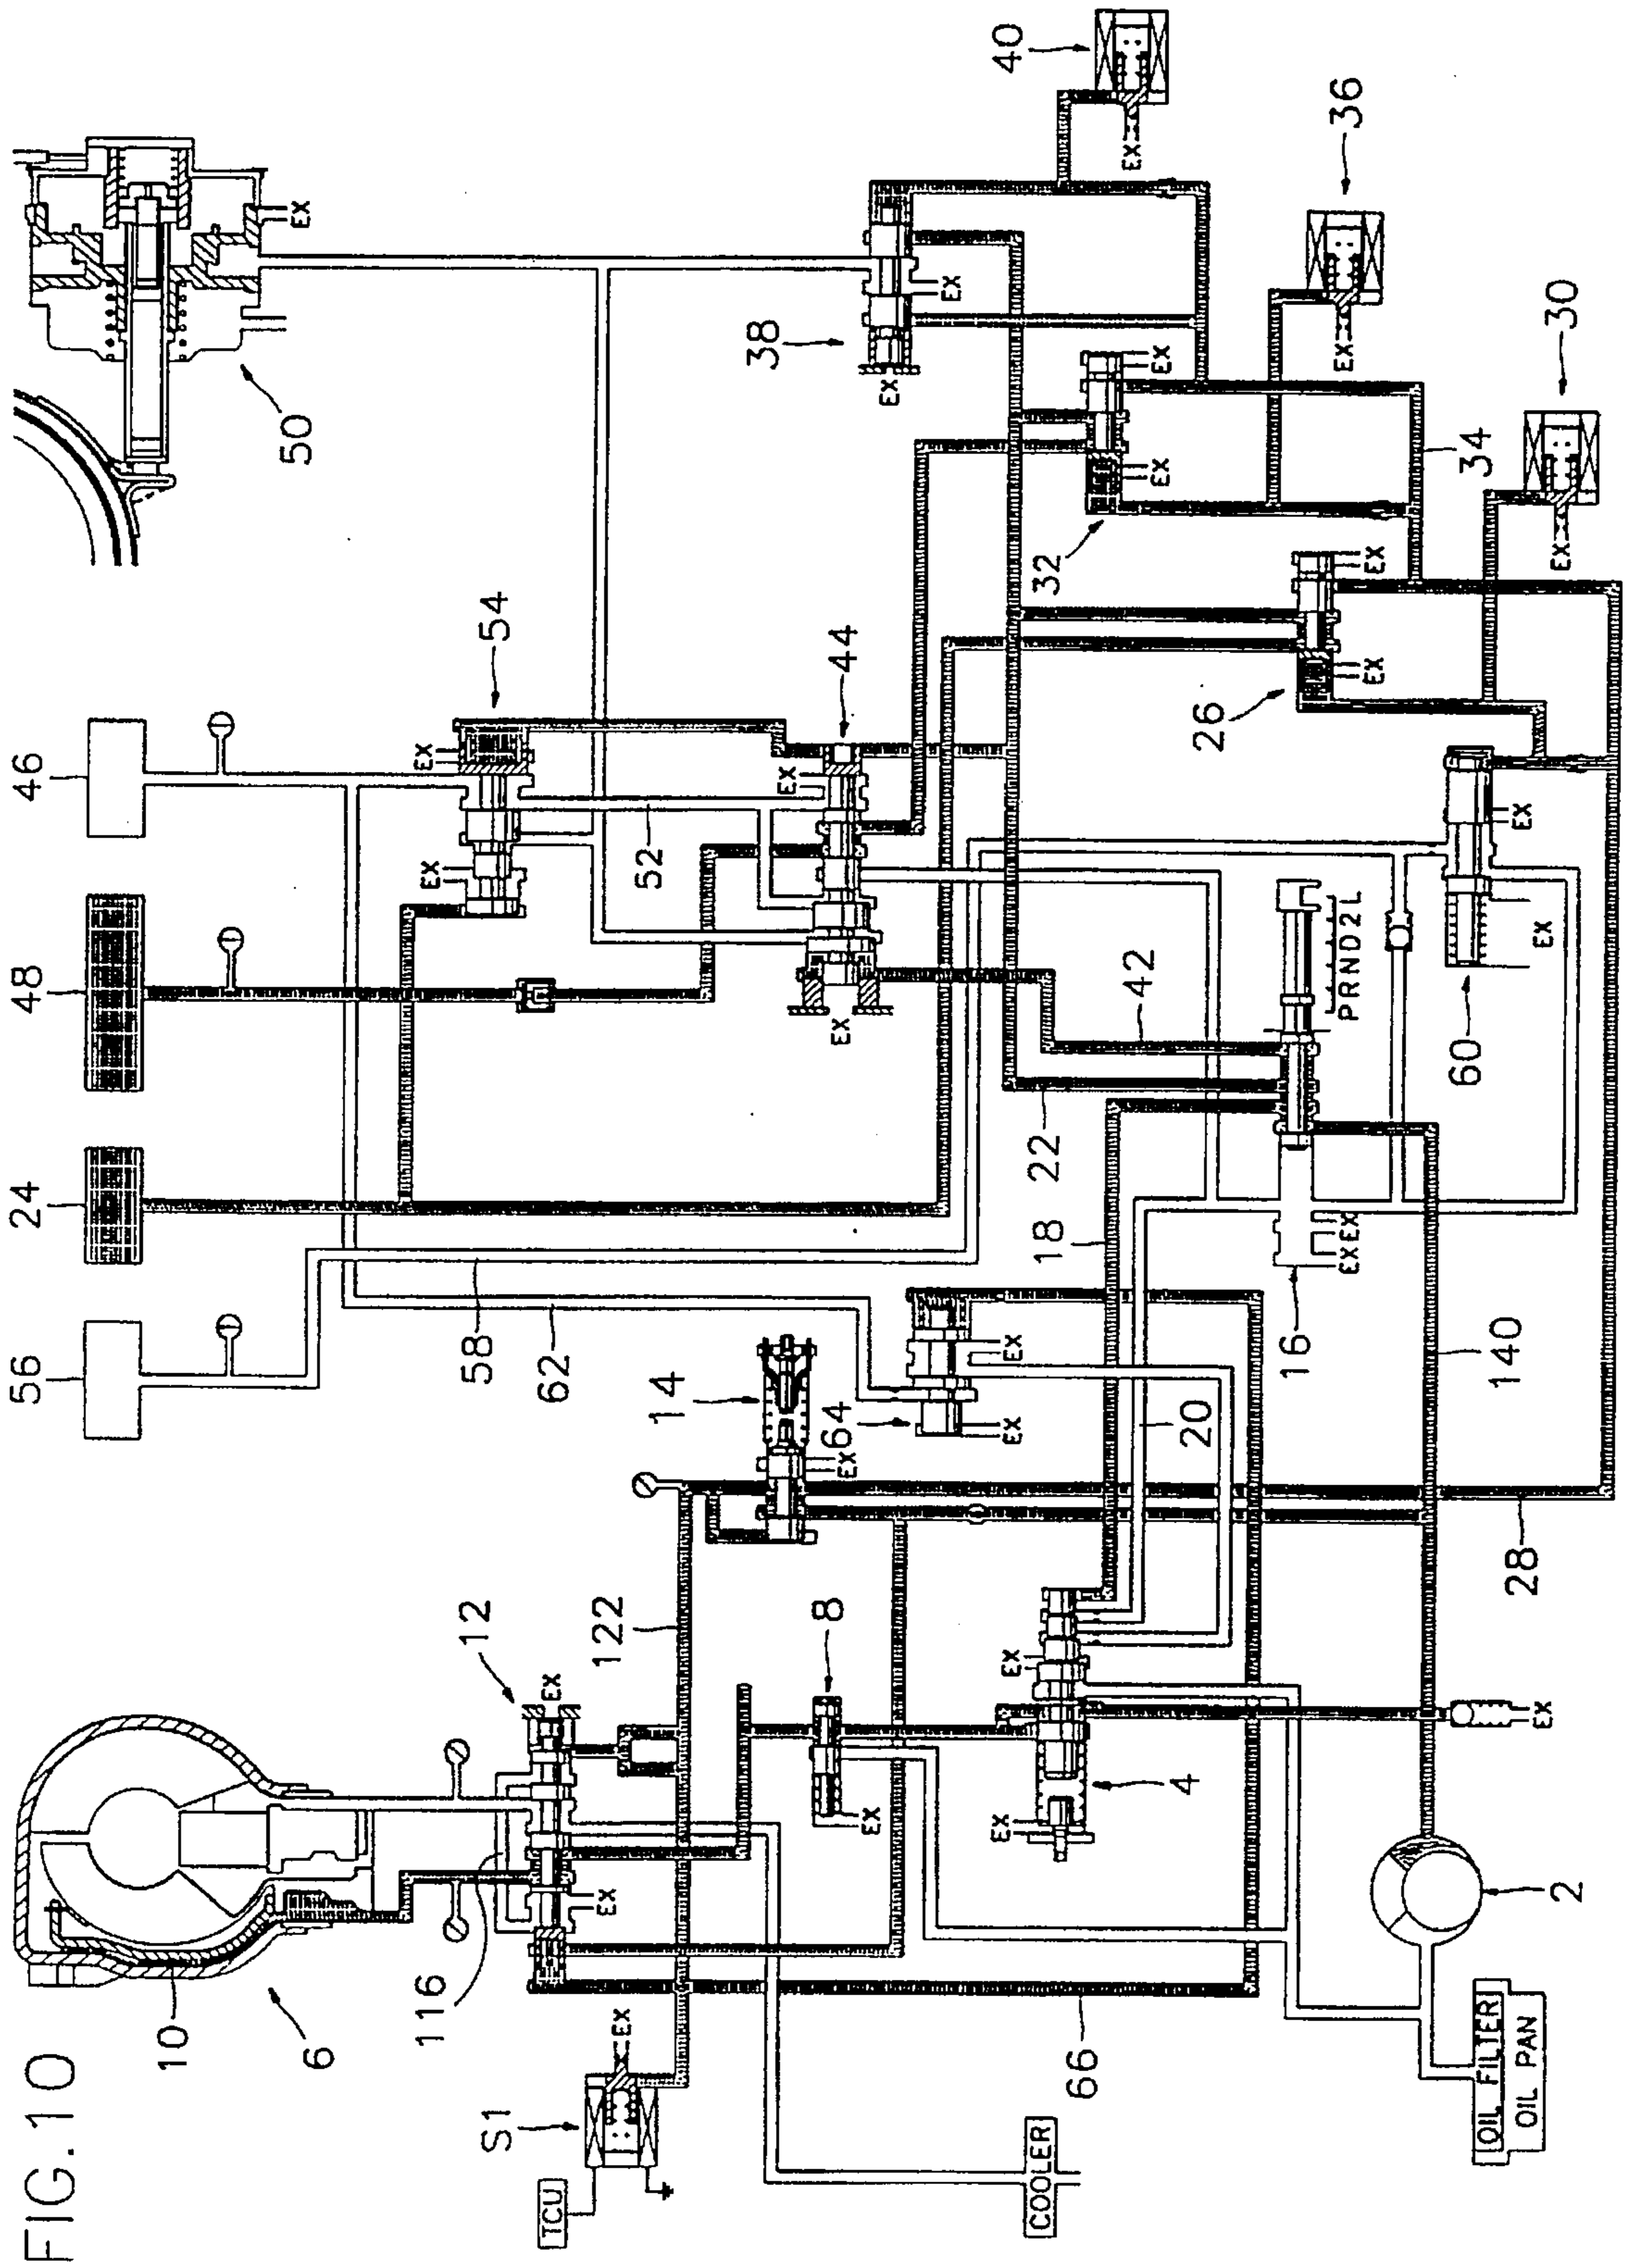 FIG.10
10
6
116
12
S1
TCU
EX
122
COOLER
66
8
EX
4
EX
EX
EX
2
OIL FILTER
OIL PAN
EX
EX
EX
56
24
48
46
58
62
14
EX
64
EX
EX
18
20
22
42
16
EXEX
PRND2L
140
28
60
EX
EX
52
54
EX
EX
44
EX
EX
26
EX
EX
32
EX
EX
34
30
EX
36
EX
38
EX
EX
40
EX
50
EX